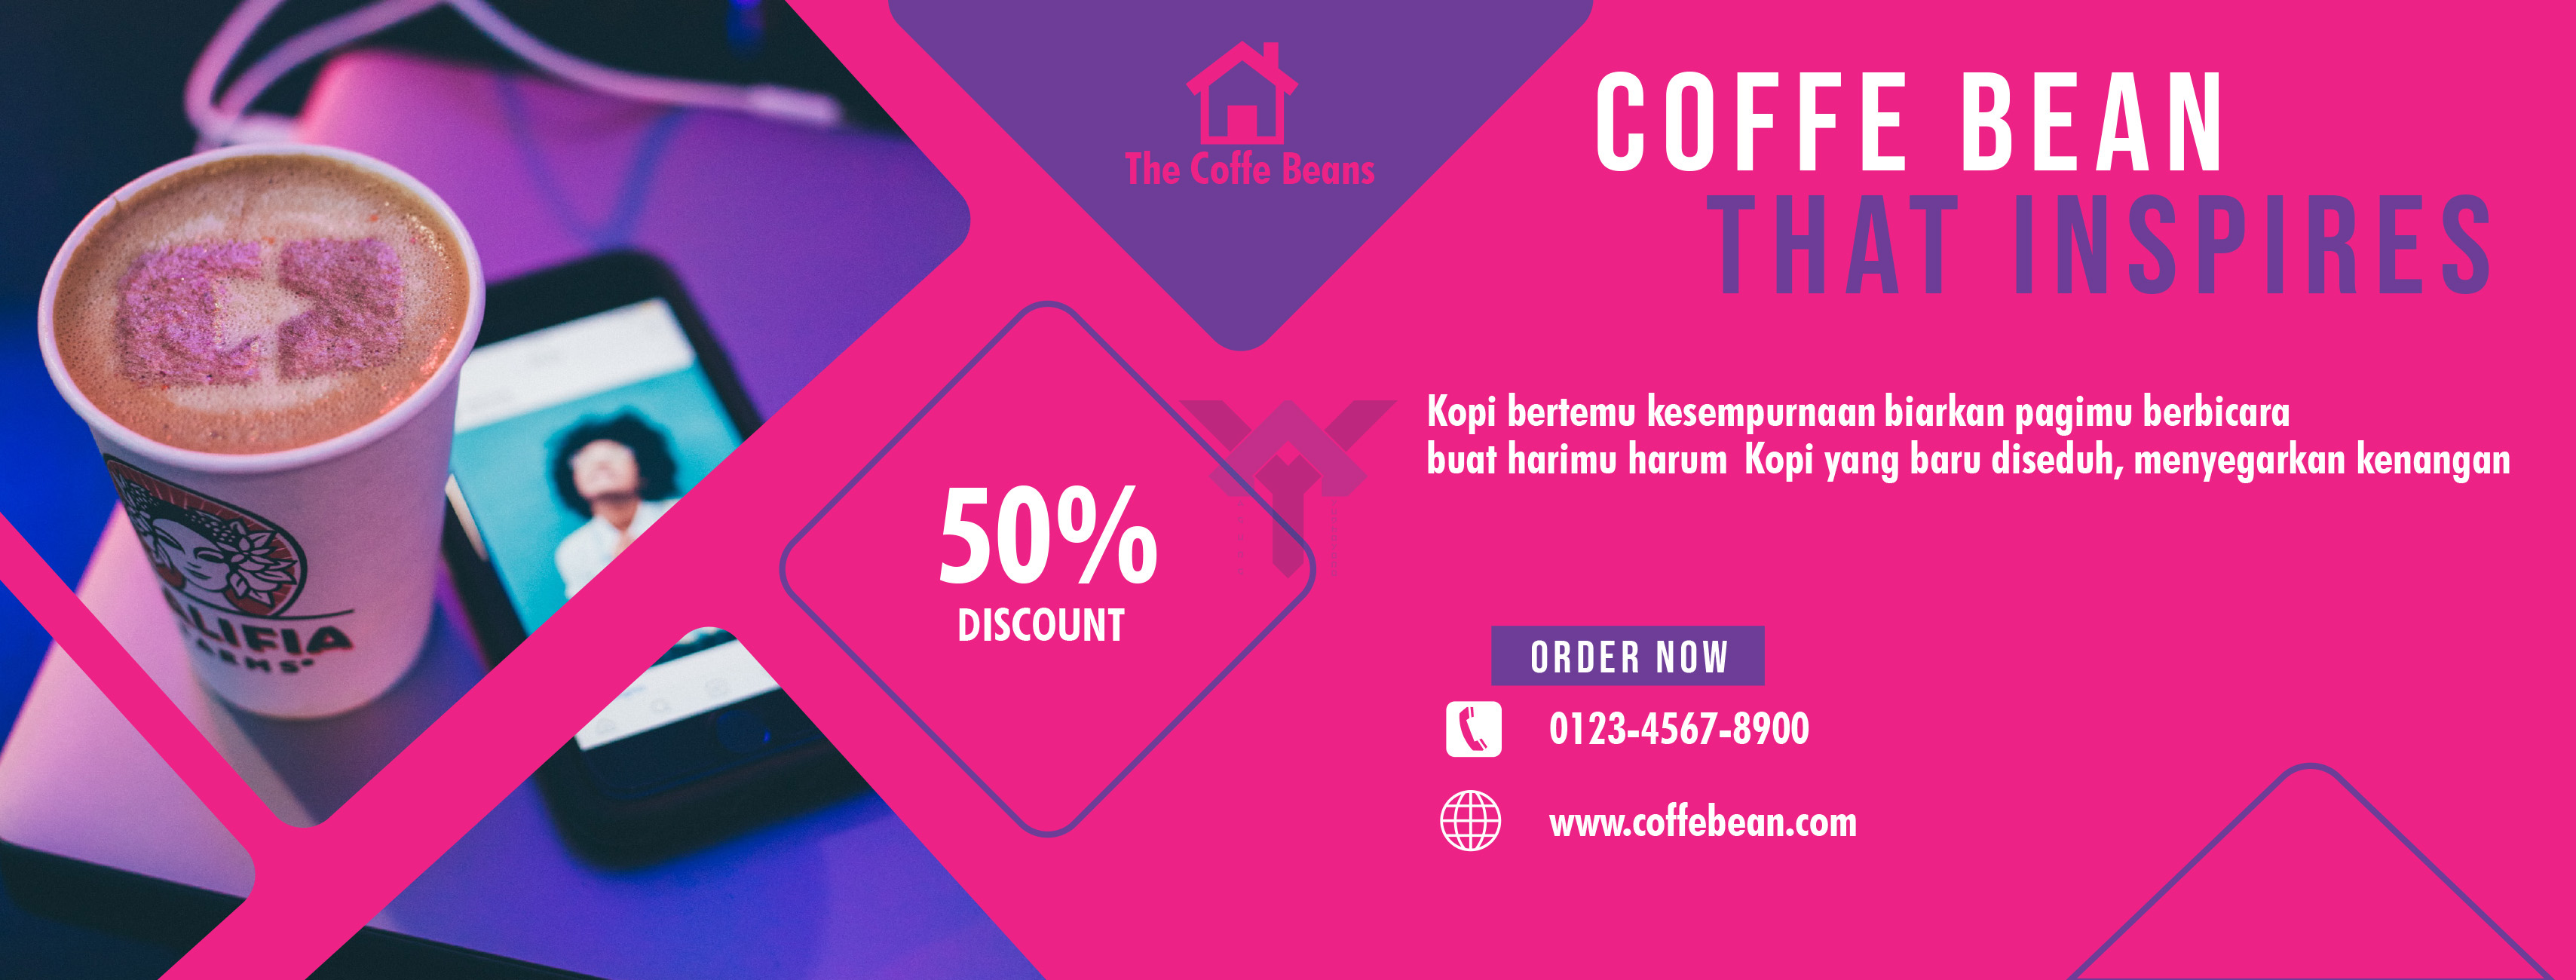 The Coffe Beans
COFFE BEAN
THAT INSPIRES
Kopi bertemu kesempurnaan biarkan pagimu berbicara
buat harimu harum Kopi yang baru diseduh, menyegarkan kenangan
50%
DISCOUNT
ORDER NOW
0123-4567-8900
www.coffebean.com